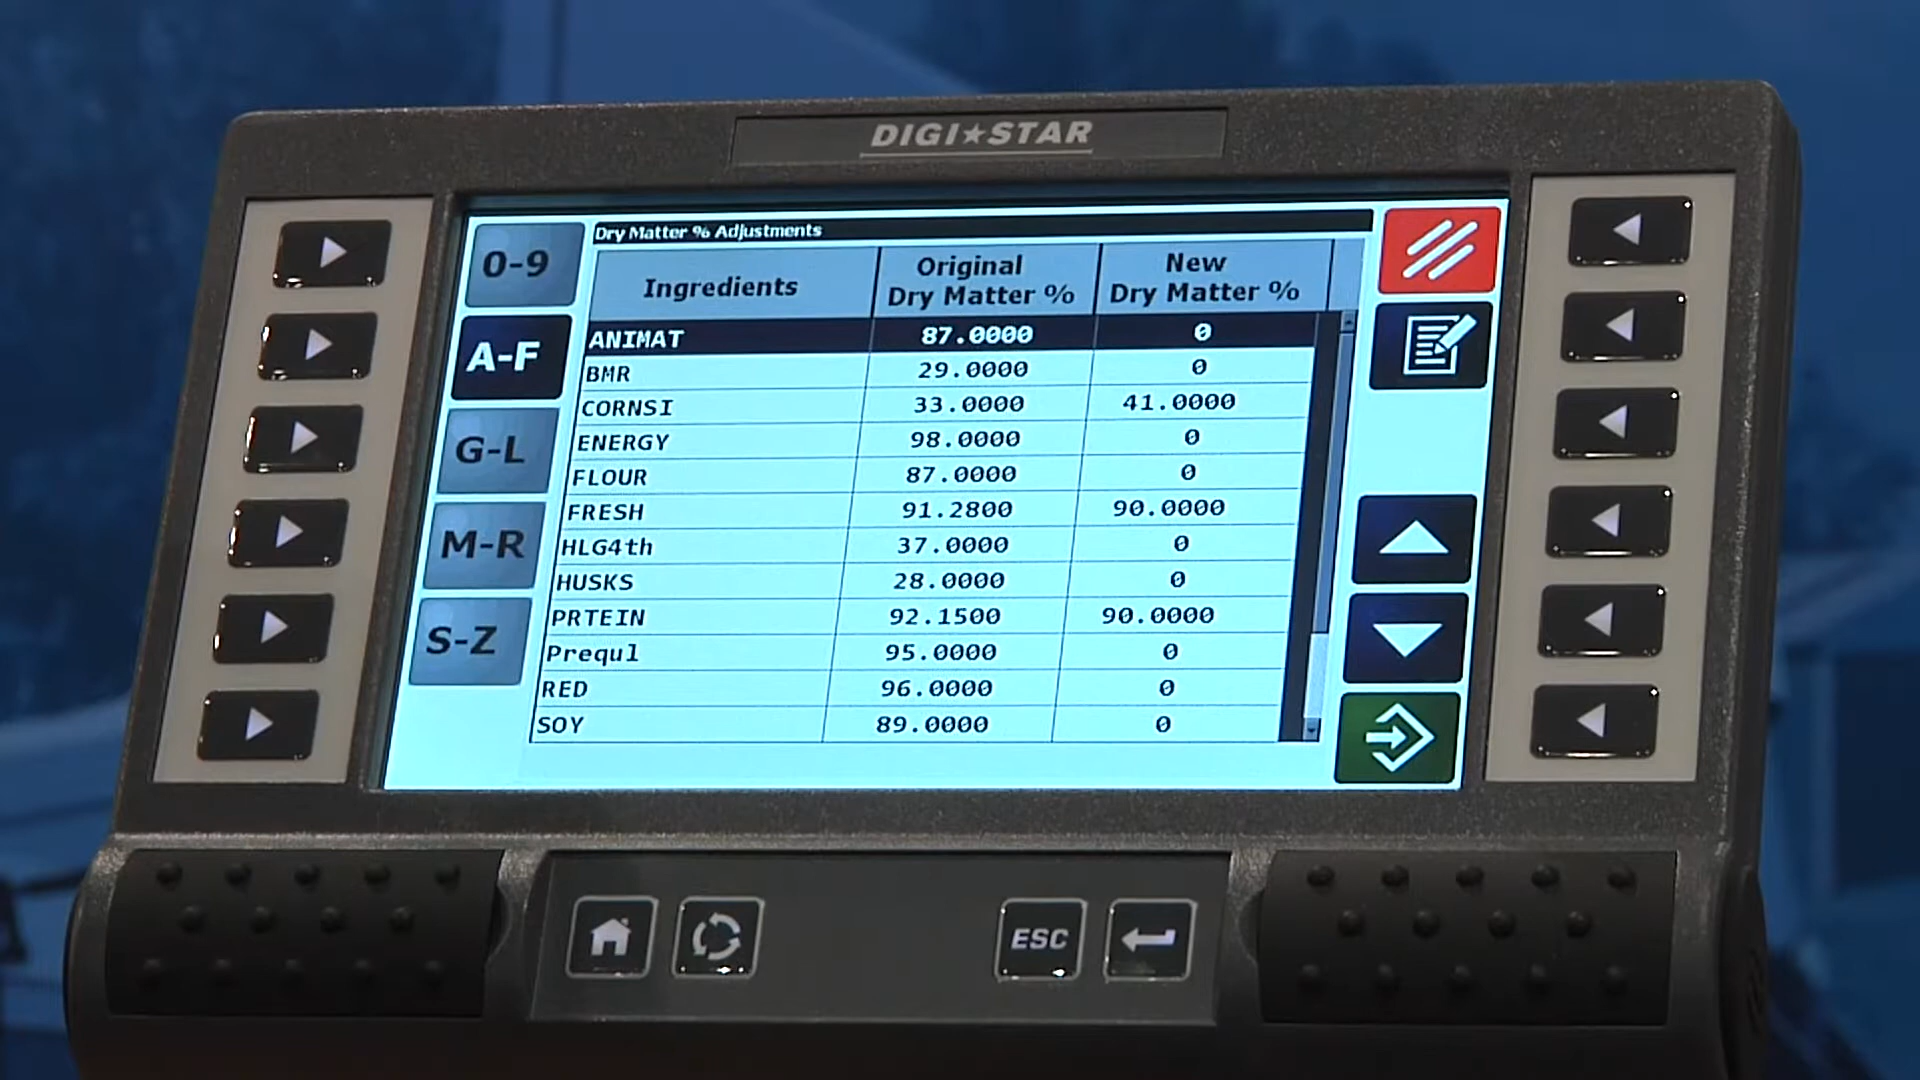 DIGI★STAR
Dry Matter % Adjustments
0-9
A-F
G-L
M-R
S-Z
Ingredients Original Dry Matter % New Dry Matter %
ANIMAT 87.0000 0
BMR 29.0000 0
CORNSI 33.0000 41.0000
ENERGY 98.0000 0
FLOUR 87.0000 0
FRESH 91.2800 90.0000
HLG4th 37.0000 0
HUSKS 28.0000 0
PRTEIN 92.1500 90.0000
Prequl 95.0000 0
RED 96.0000 0
SOY 89.0000 0
ESC